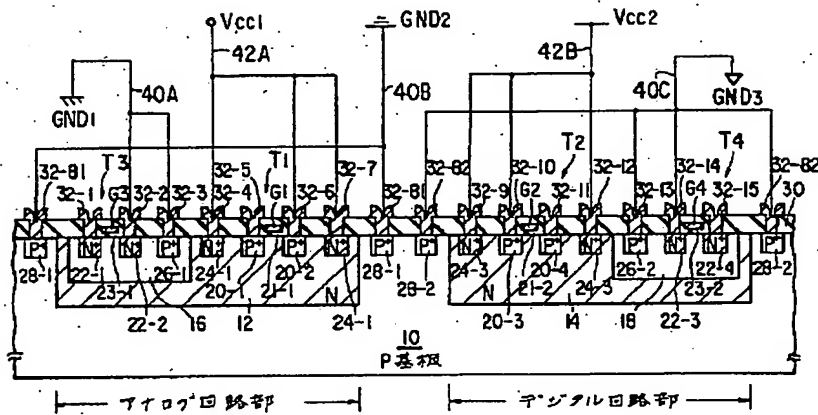 Vcc1 GND2 Vcc2
42A 42B
40A 40B 40C
GND1 GND3
T3 T1 T2 T4
32-81 32-1 G3 32-2 32-3 32-4 32-5 G1 32-6 32-7 32-81 32-82 32-9 32-10 G2 32-11 32-12 32-13 32-14 G4 32-15 32-82 30
P+ N+ N+ P+ N+ P+ P+ N+ P+ P+ N+ P+ P+ N+ P+ N+ N+ P+
28-1 22-1 23-1 26-1 24-1 20-1 21-1 20-2 N 28-1 28-2 24-3 N 20-4 21-2 24-3 26-2 22-4 23-2 28-2
22-2 16 12 24-1 20-3 14 18 22-3
10
P基板
アナログ回路部 デジタル回路部